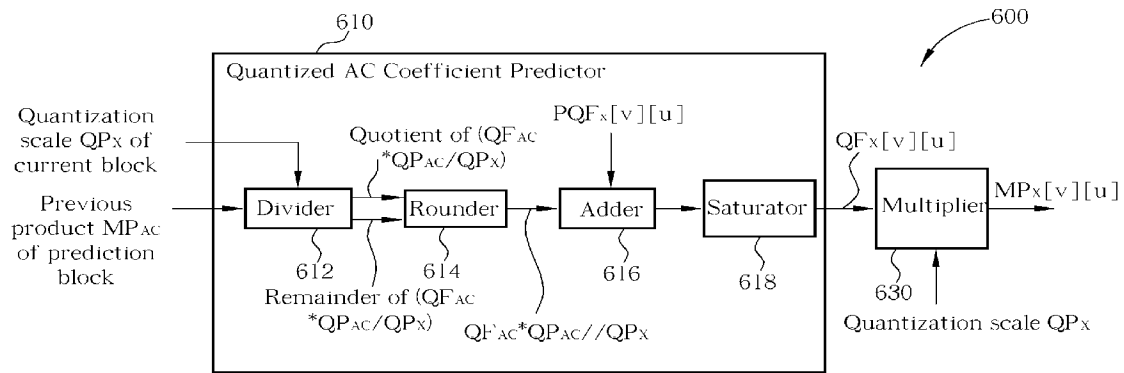 610
600
Quantized AC Coefficient Predictor
Quantization
scale QPX of
current block
Quotient of (QFAC
*QPAC/QPX)
PQFX[v][u]
QFX[v][u]
Previous
product MPAC
of prediction
block
Divider
Rounder
Adder
Saturator
Multiplier
MPX[v][u]
612
614
616
618
630
Remainder of (QFAC
*QPAC/QPX)
QFAC*QPAC//QPX
Quantization scale QPX